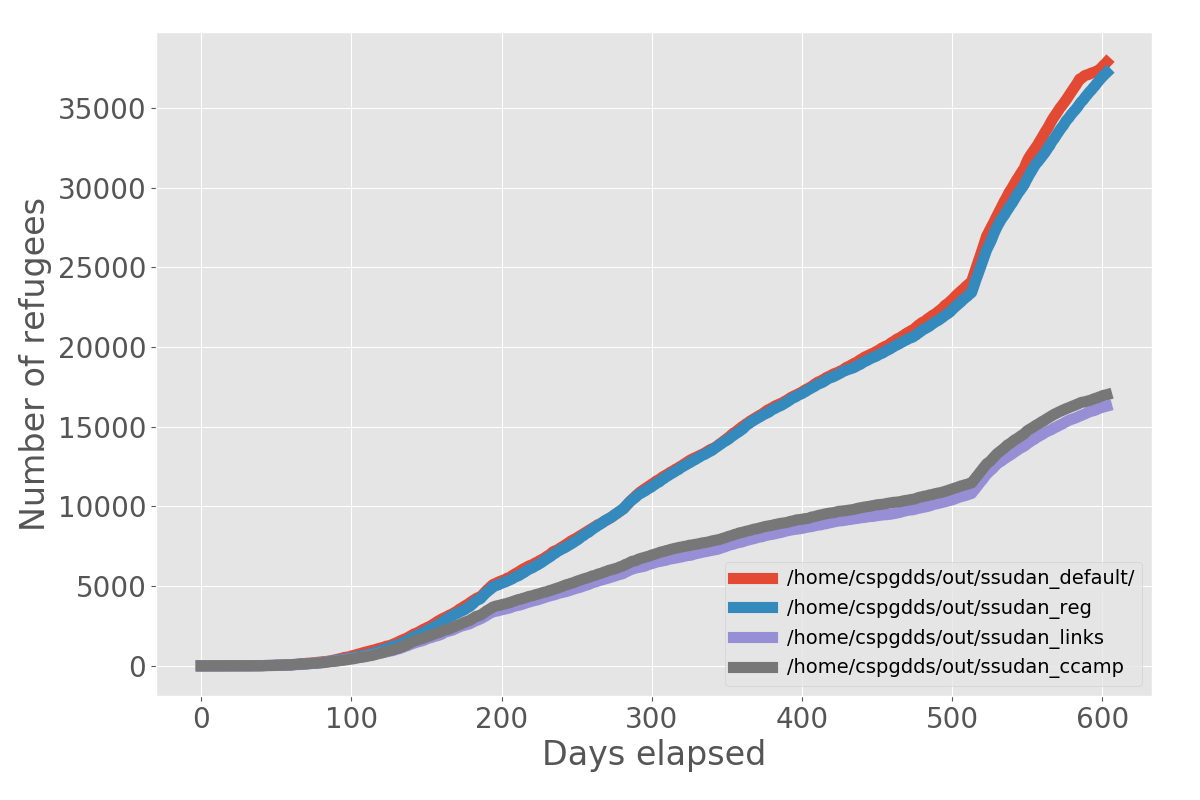 Number of refugees
35000
30000
25000
20000
15000
10000
5000
0
/home/cspgdds/out/ssudan_default/
/home/cspgdds/out/ssudan_reg
/home/cspgdds/out/ssudan_links
/home/cspgdds/out/ssudan_ccamp
0 100 200 300 400 500 600
Days elapsed